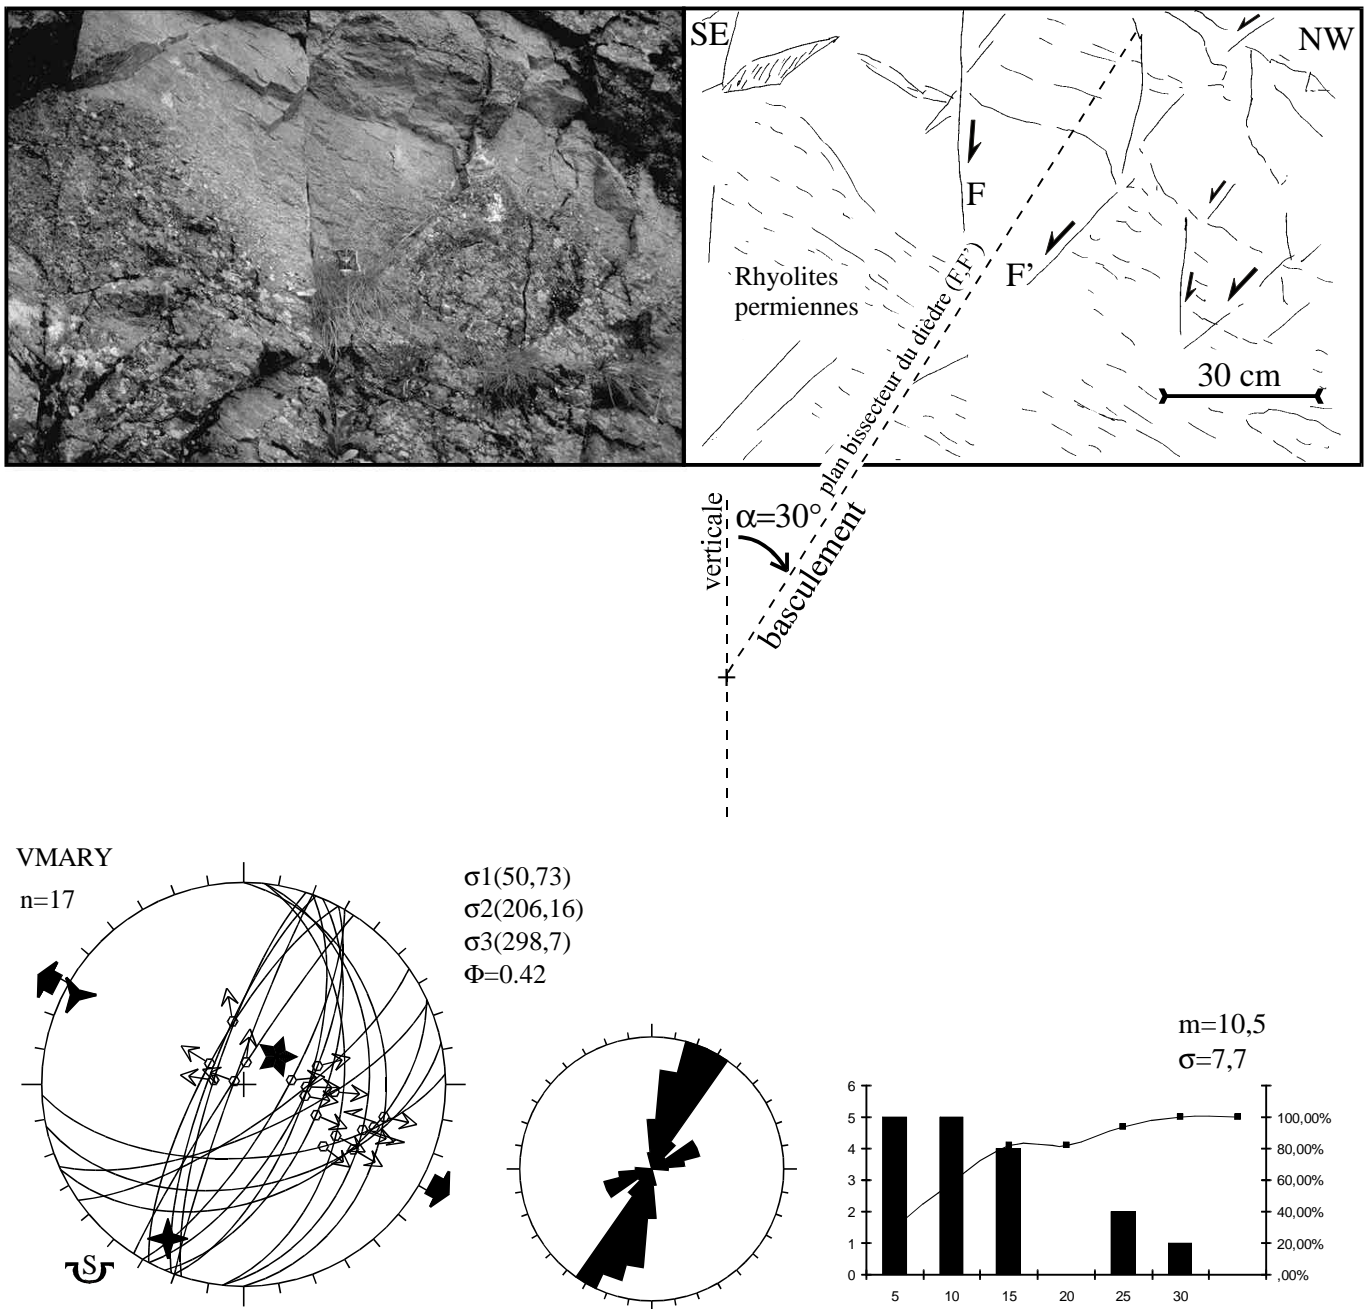 SE
NW
F
F'
Rhyolites
permiennes
plan bissecteur du dièdre (F,F')
30 cm
verticale
α=30°
basculement
VMARY
n=17
σ1(50,73)
σ2(206,16)
σ3(298,7)
Φ=0.42
S
m=10,5
σ=7,7
6
5
4
3
2
1
0
100,00%
80,00%
60,00%
40,00%
20,00%
,00%
5 10 15 20 25 30